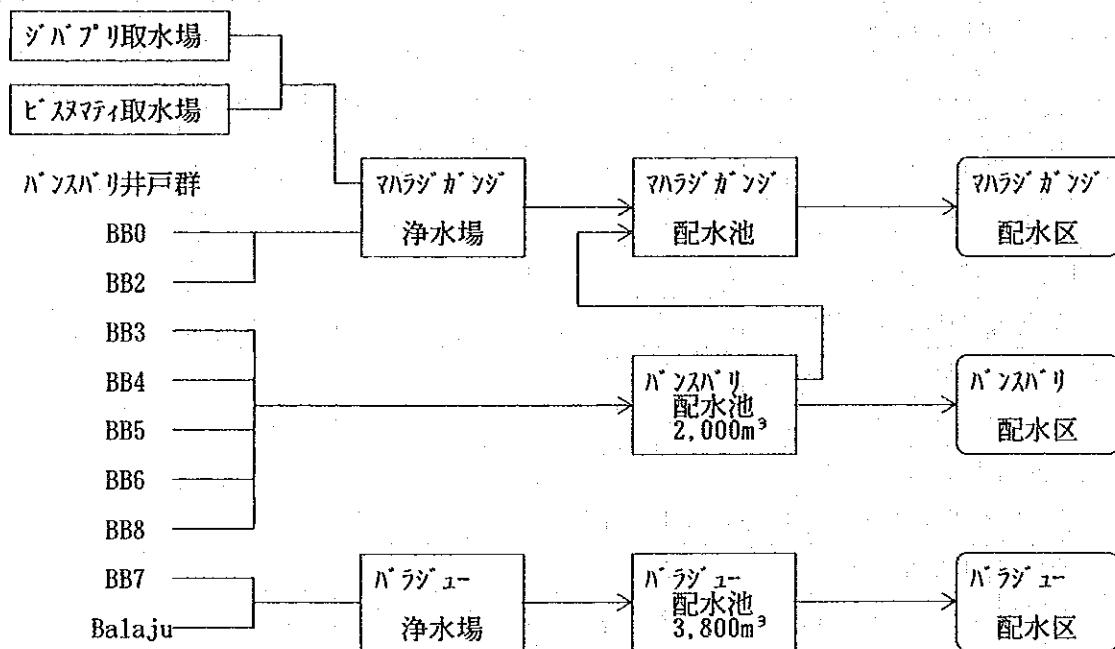 ｼﾞﾊﾞﾌﾟﾘ取水場
ﾋﾞｽﾇﾏﾃｨ取水場
ﾊﾞﾝｽﾊﾞﾘ井戸群
BB0
BB2
BB3
BB4
BB5
BB6
BB8
BB7
Balaju
ﾏﾊﾗｼﾞｶﾞﾝｼﾞ
浄水場
ﾏﾊﾗｼﾞｶﾞﾝｼﾞ
配水池
ﾏﾊﾗｼﾞｶﾞﾝｼﾞ
配水区
ﾊﾞﾝｽﾊﾞﾘ
配水池
2,000m³
ﾊﾞﾝｽﾊﾞﾘ
配水区
ﾊﾞﾗｼﾞｭｰ
浄水場
ﾊﾞﾗｼﾞｭｰ
配水池
3,800m³
ﾊﾞﾗｼﾞｭｰ
配水区